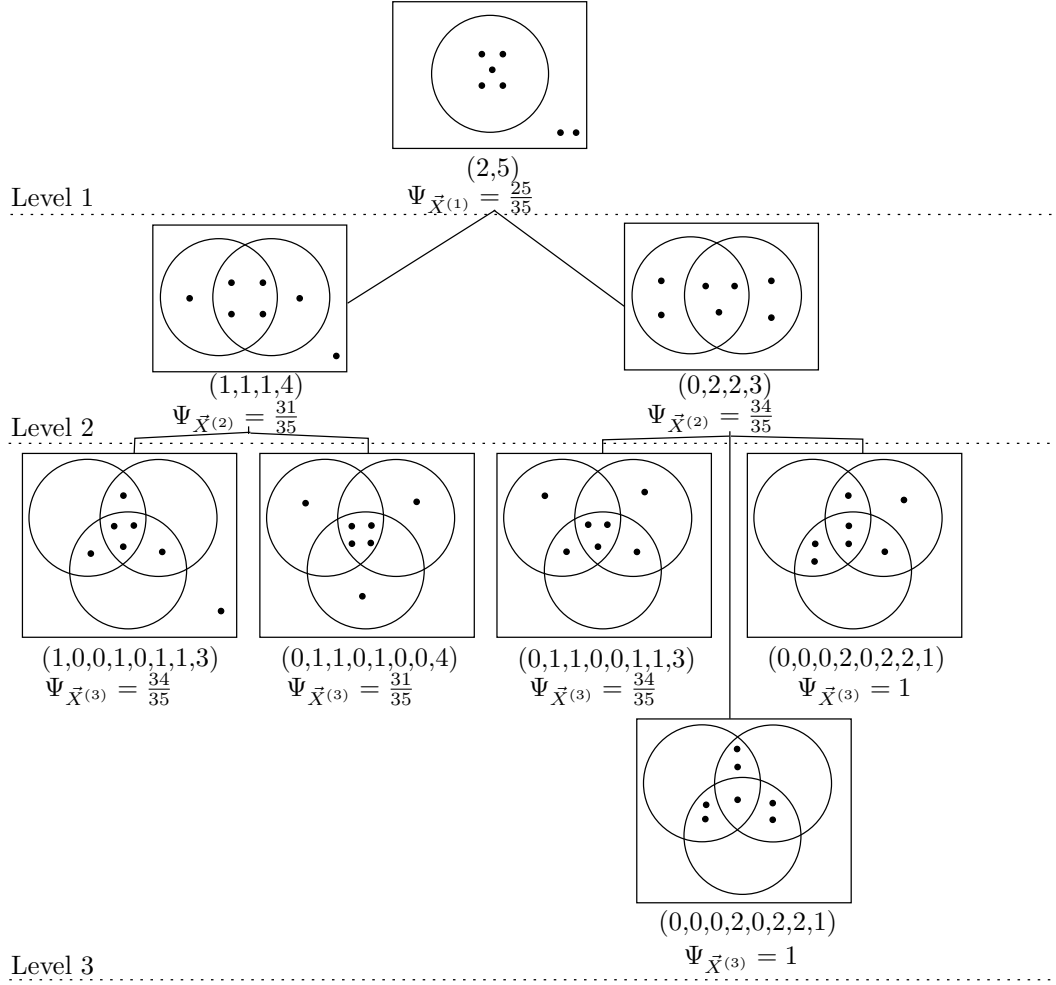 (2,5)
Level 1
Ψ_{X⃗^{(1)}} = 25/35
(1,1,1,4)
(0,2,2,3)
Level 2
Ψ_{X⃗^{(2)}} = 31/35
Ψ_{X⃗^{(2)}} = 34/35
(1,0,0,1,0,1,1,3)
(0,1,1,0,1,0,0,4)
(0,1,1,0,0,1,1,3)
(0,0,0,2,0,2,2,1)
Ψ_{X⃗^{(3)}} = 34/35
Ψ_{X⃗^{(3)}} = 31/35
Ψ_{X⃗^{(3)}} = 34/35
Ψ_{X⃗^{(3)}} = 1
(0,0,0,2,0,2,2,1)
Ψ_{X⃗^{(3)}} = 1
Level 3